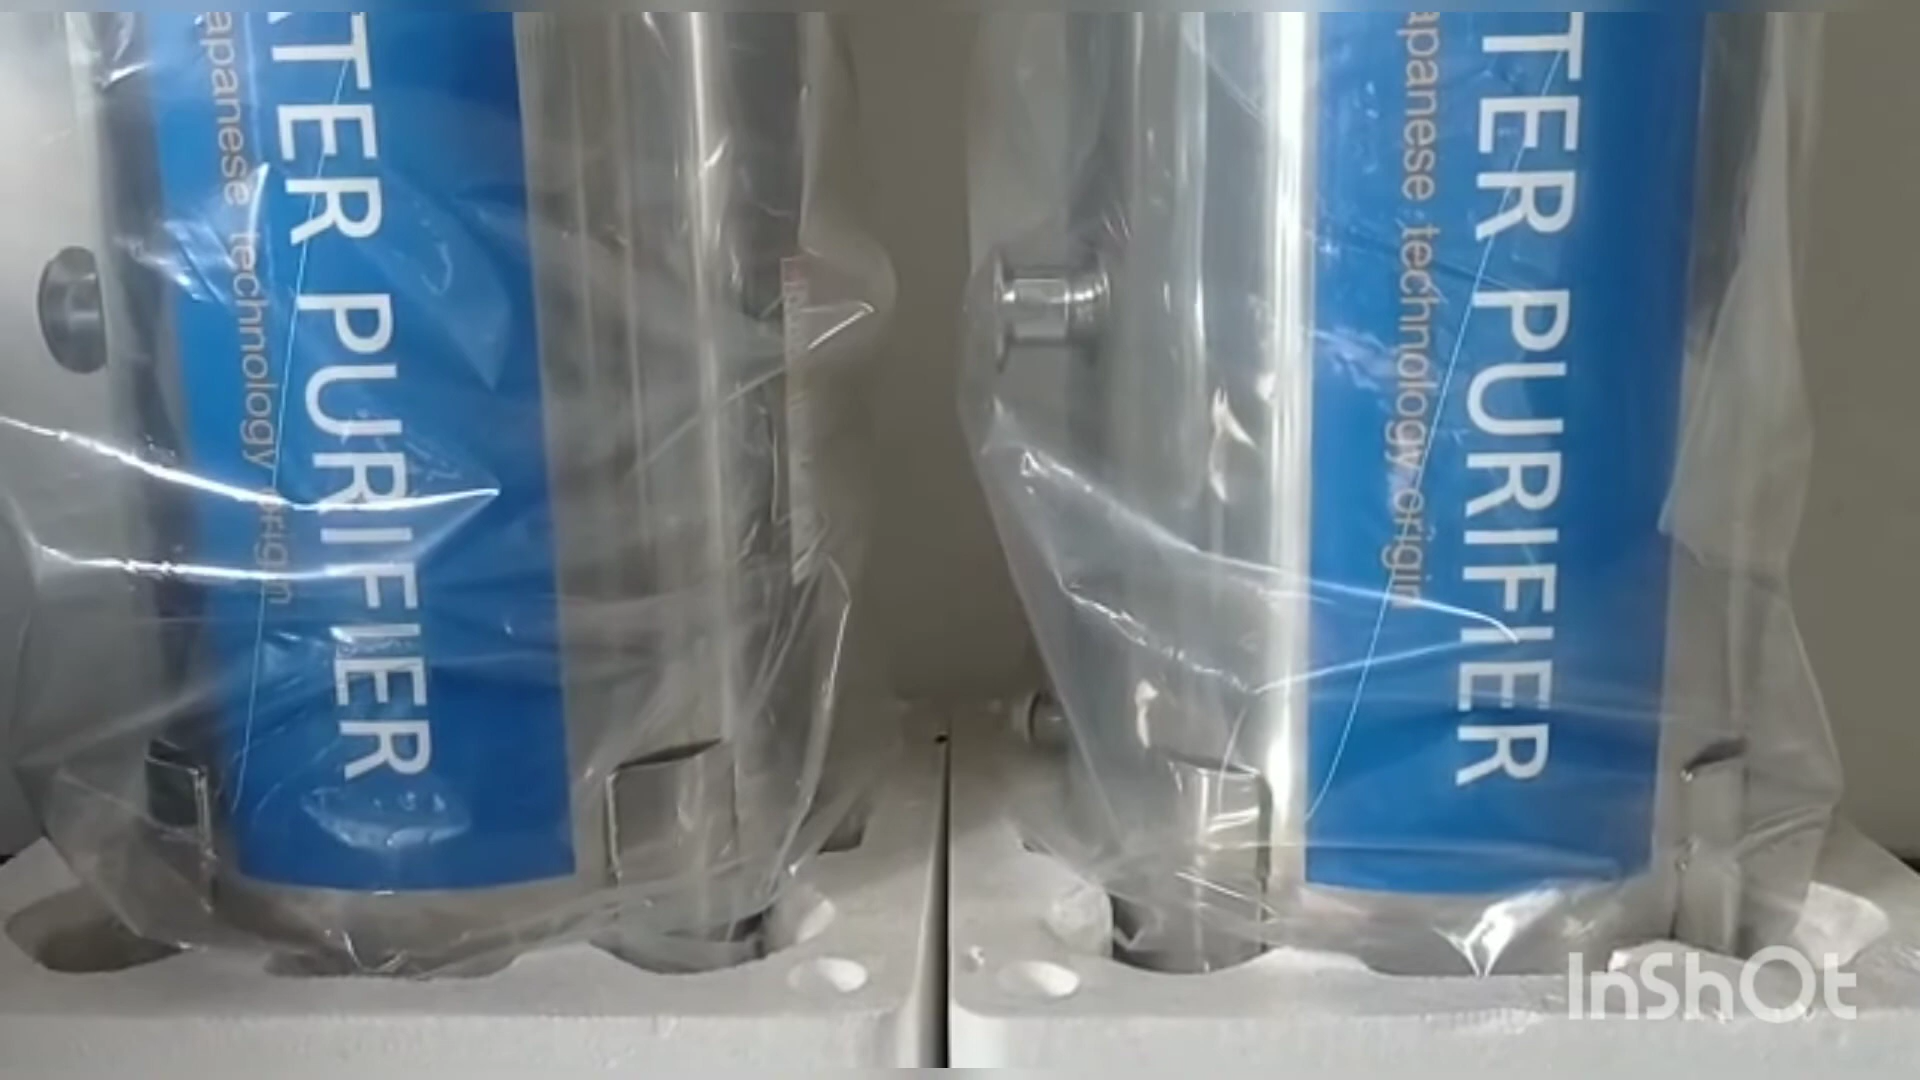 TER PURIFIER
apanese technology origin
TER PURIFIER
apanese technology origin
InShOt